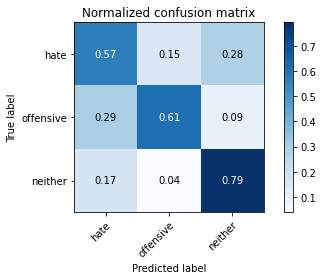 Normalized confusion matrix
True label
hate
offensive
neither
0.57 0.15 0.28
0.29 0.61 0.09
0.17 0.04 0.79
hate
offensive
neither
Predicted label
0.7
0.6
0.5
0.4
0.3
0.2
0.1